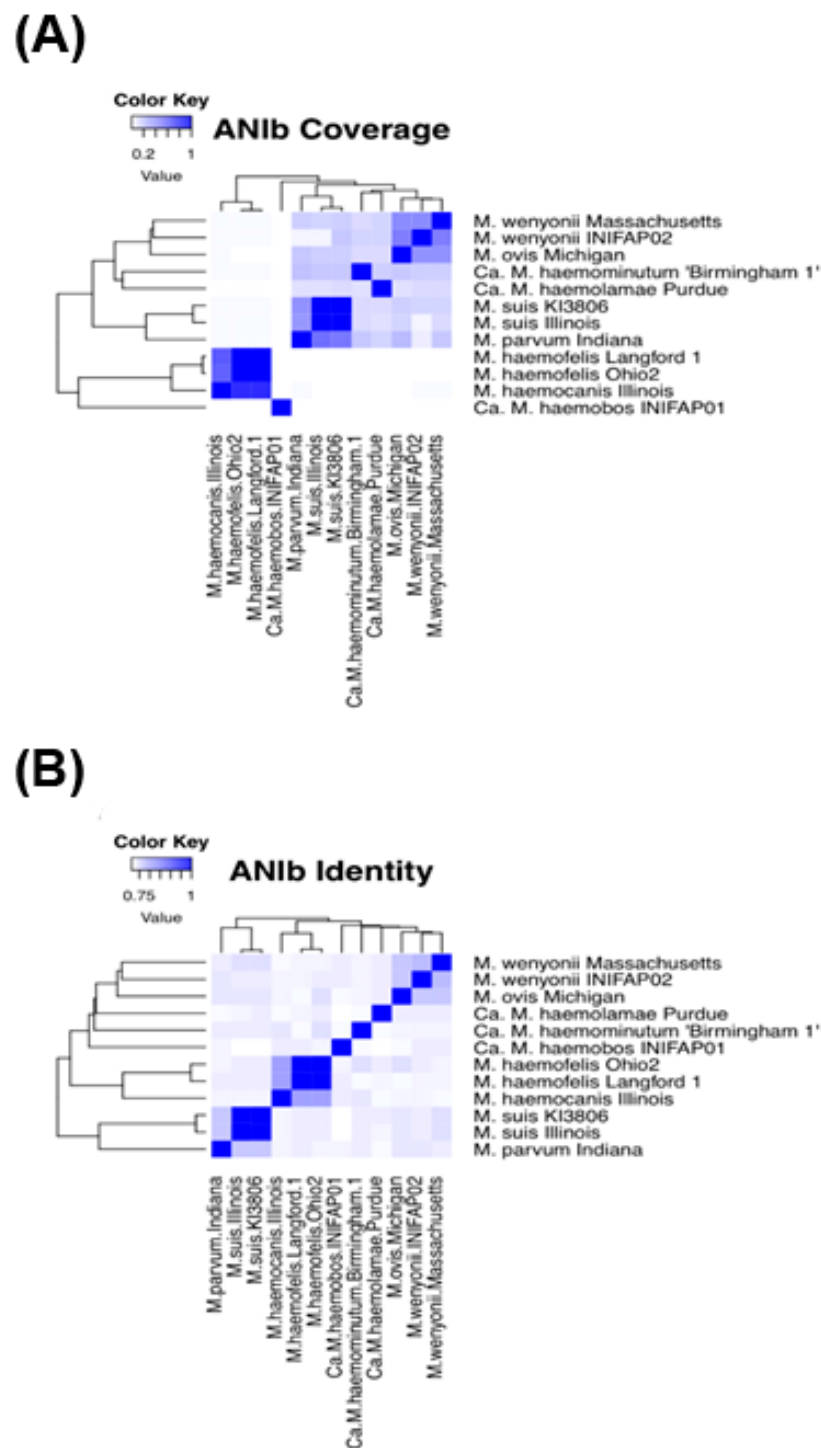 (A)
Color Key
ANIb Coverage
0.2 1
Value
M. wenyonii Massachusetts
M. wenyonii INIFAP02
M. ovis Michigan
Ca. M. haemominutum 'Birmingham 1'
Ca. M. haemolamae Purdue
M. suis KI3806
M. suis Illinois
M. parvum Indiana
M. haemofelis Langford 1
M. haemofelis Ohio2
M. haemocanis Illinois
Ca. M. haemobos INIFAP01
M.haemocanis.Illinois
M.haemofelis.Ohio2
M.haemofelis.Langford.1
Ca.M.haemobos.INIFAP01
M.parvum.Indiana
M.suis.Illinois
M.suis.KI3806
Ca.M.haemominutum.Birmingham.1
Ca.M.haemolamae.Purdue
M.ovis.Michigan
M.wenyonii.INIFAP02
M.wenyonii.Massachusetts
(B)
Color Key
ANIb Identity
0.75 1
Value
M. wenyonii Massachusetts
M. wenyonii INIFAP02
M. ovis Michigan
Ca. M. haemolamae Purdue
Ca. M. haemominutum 'Birmingham 1'
Ca. M. haemobos INIFAP01
M. haemofelis Ohio2
M. haemofelis Langford 1
M. haemocanis Illinois
M. suis KI3806
M. suis Illinois
M. parvum Indiana
M.parvum.Indiana
M.suis.Illinois
M.suis.KI3806
M.haemocanis.Illinois
M.haemofelis.Langford.1
M.haemofelis.Ohio2
Ca.M.haemobos.INIFAP01
Ca.M.haemominutum.Birmingham.1
Ca.M.haemolamae.Purdue
M.ovis.Michigan
M.wenyonii.INIFAP02
M.wenyonii.Massachusetts